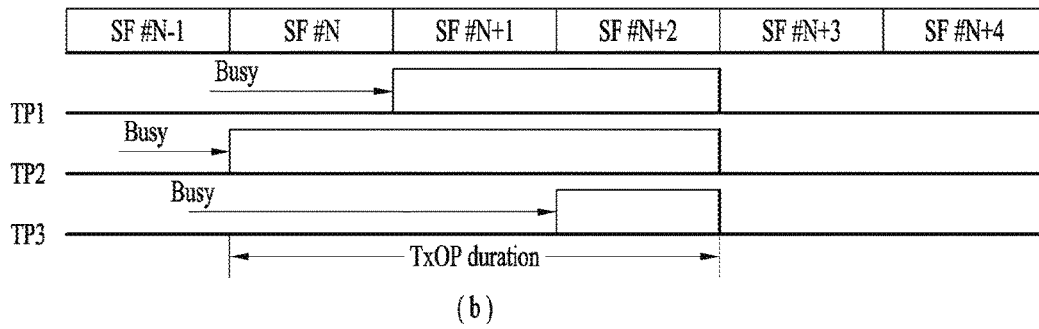 SF #N-1 SF #N SF #N+1 SF #N+2 SF #N+3 SF #N+4
Busy
TP1
Busy
TP2
Busy
TP3
TxOP duration
(b)